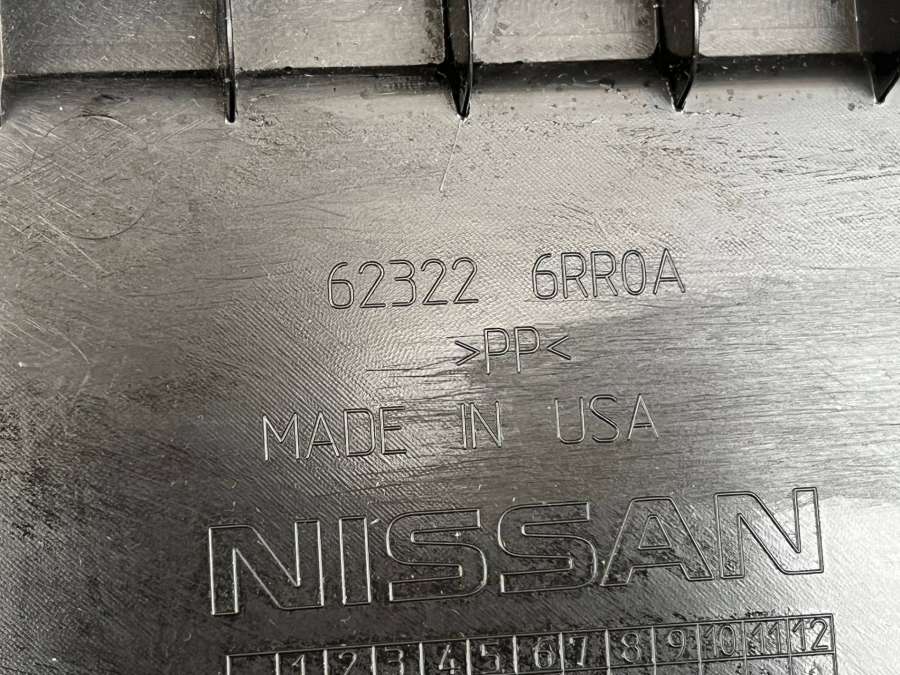 62322 6RR0A
>PP<
MADE IN USA
NISSAN
1 2 3 4 5 6 7 8 9 10 11 12